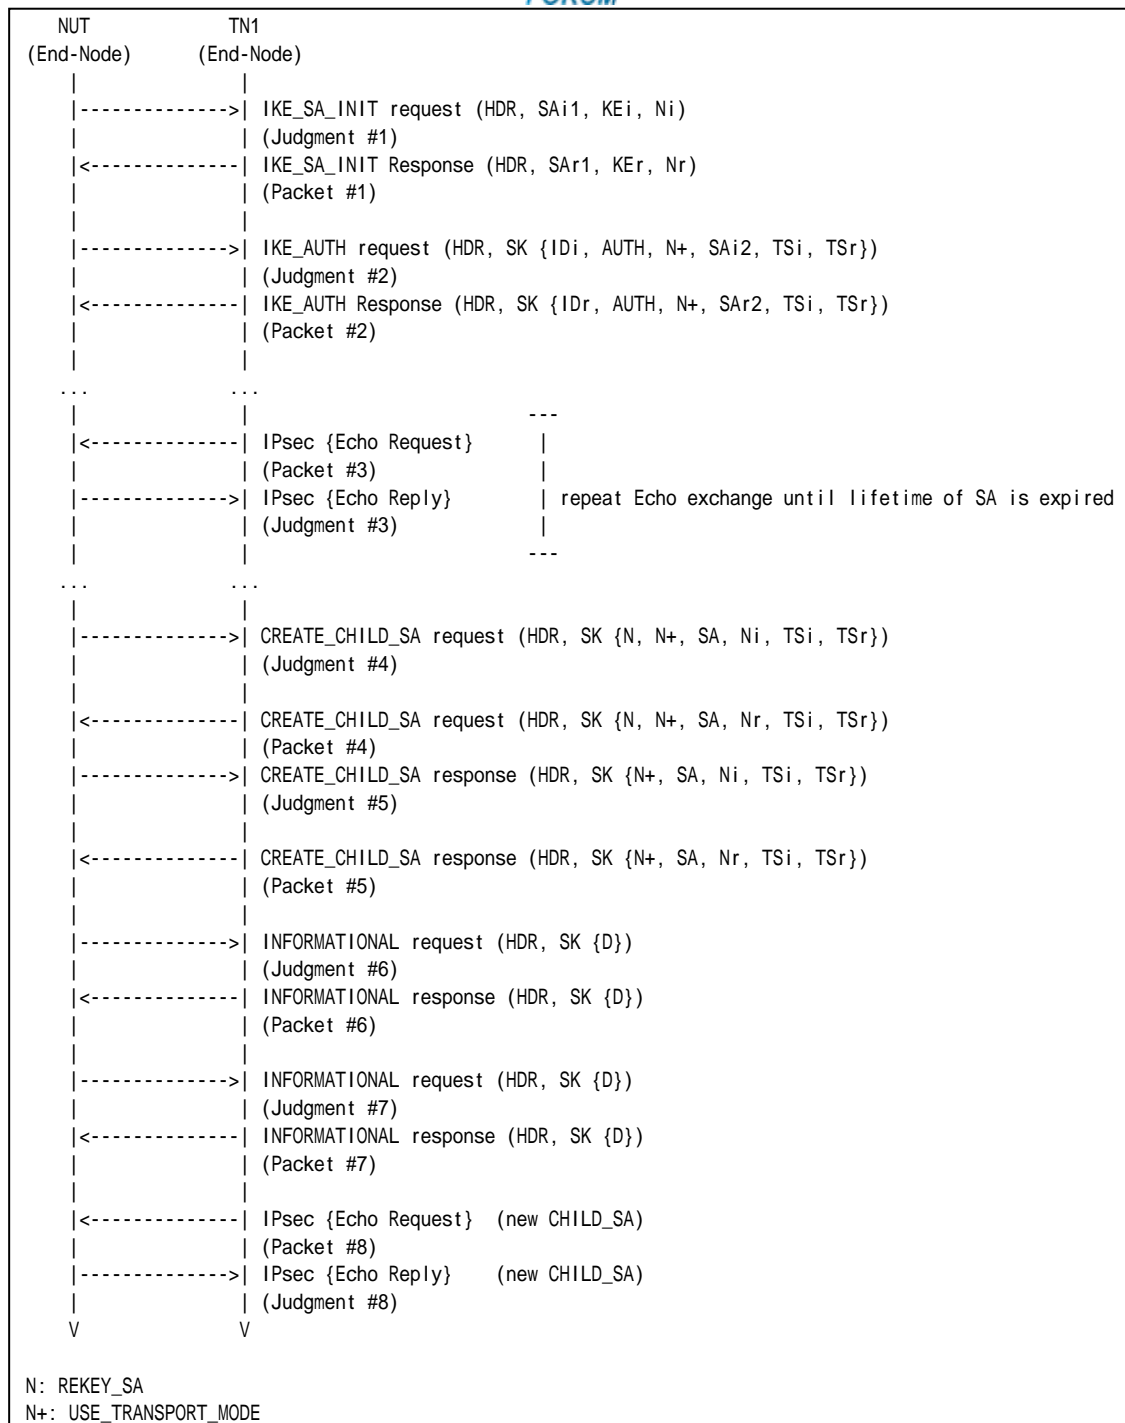 NUT TN1
(End-Node) (End-Node)
| |
|-------------->| IKE_SA_INIT request (HDR, SAi1, KEi, Ni)
| | (Judgment #1)
|<--------------| IKE_SA_INIT Response (HDR, SAr1, KEr, Nr)
| | (Packet #1)
| |
|-------------->| IKE_AUTH request (HDR, SK {IDi, AUTH, N+, SAi2, TSi, TSr})
| | (Judgment #2)
|<--------------| IKE_AUTH Response (HDR, SK {IDr, AUTH, N+, SAr2, TSi, TSr})
| | (Packet #2)
| |
... ...
| | ---
|<--------------| IPsec {Echo Request} |
| | (Packet #3) |
|-------------->| IPsec {Echo Reply} | repeat Echo exchange until lifetime of SA is expired
| | (Judgment #3) |
| | ---
... ...
| |
|-------------->| CREATE_CHILD_SA request (HDR, SK {N, N+, SA, Ni, TSi, TSr})
| | (Judgment #4)
| |
|<--------------| CREATE_CHILD_SA request (HDR, SK {N, N+, SA, Nr, TSi, TSr})
| | (Packet #4)
|-------------->| CREATE_CHILD_SA response (HDR, SK {N+, SA, Ni, TSi, TSr})
| | (Judgment #5)
| |
|<--------------| CREATE_CHILD_SA response (HDR, SK {N+, SA, Nr, TSi, TSr})
| | (Packet #5)
| |
|-------------->| INFORMATIONAL request (HDR, SK {D})
| | (Judgment #6)
|<--------------| INFORMATIONAL response (HDR, SK {D})
| | (Packet #6)
| |
|-------------->| INFORMATIONAL request (HDR, SK {D})
| | (Judgment #7)
|<--------------| INFORMATIONAL response (HDR, SK {D})
| | (Packet #7)
| |
|<--------------| IPsec {Echo Request} (new CHILD_SA)
| | (Packet #8)
|-------------->| IPsec {Echo Reply} (new CHILD_SA)
| | (Judgment #8)
V V
N: REKEY_SA
N+: USE_TRANSPORT_MODE